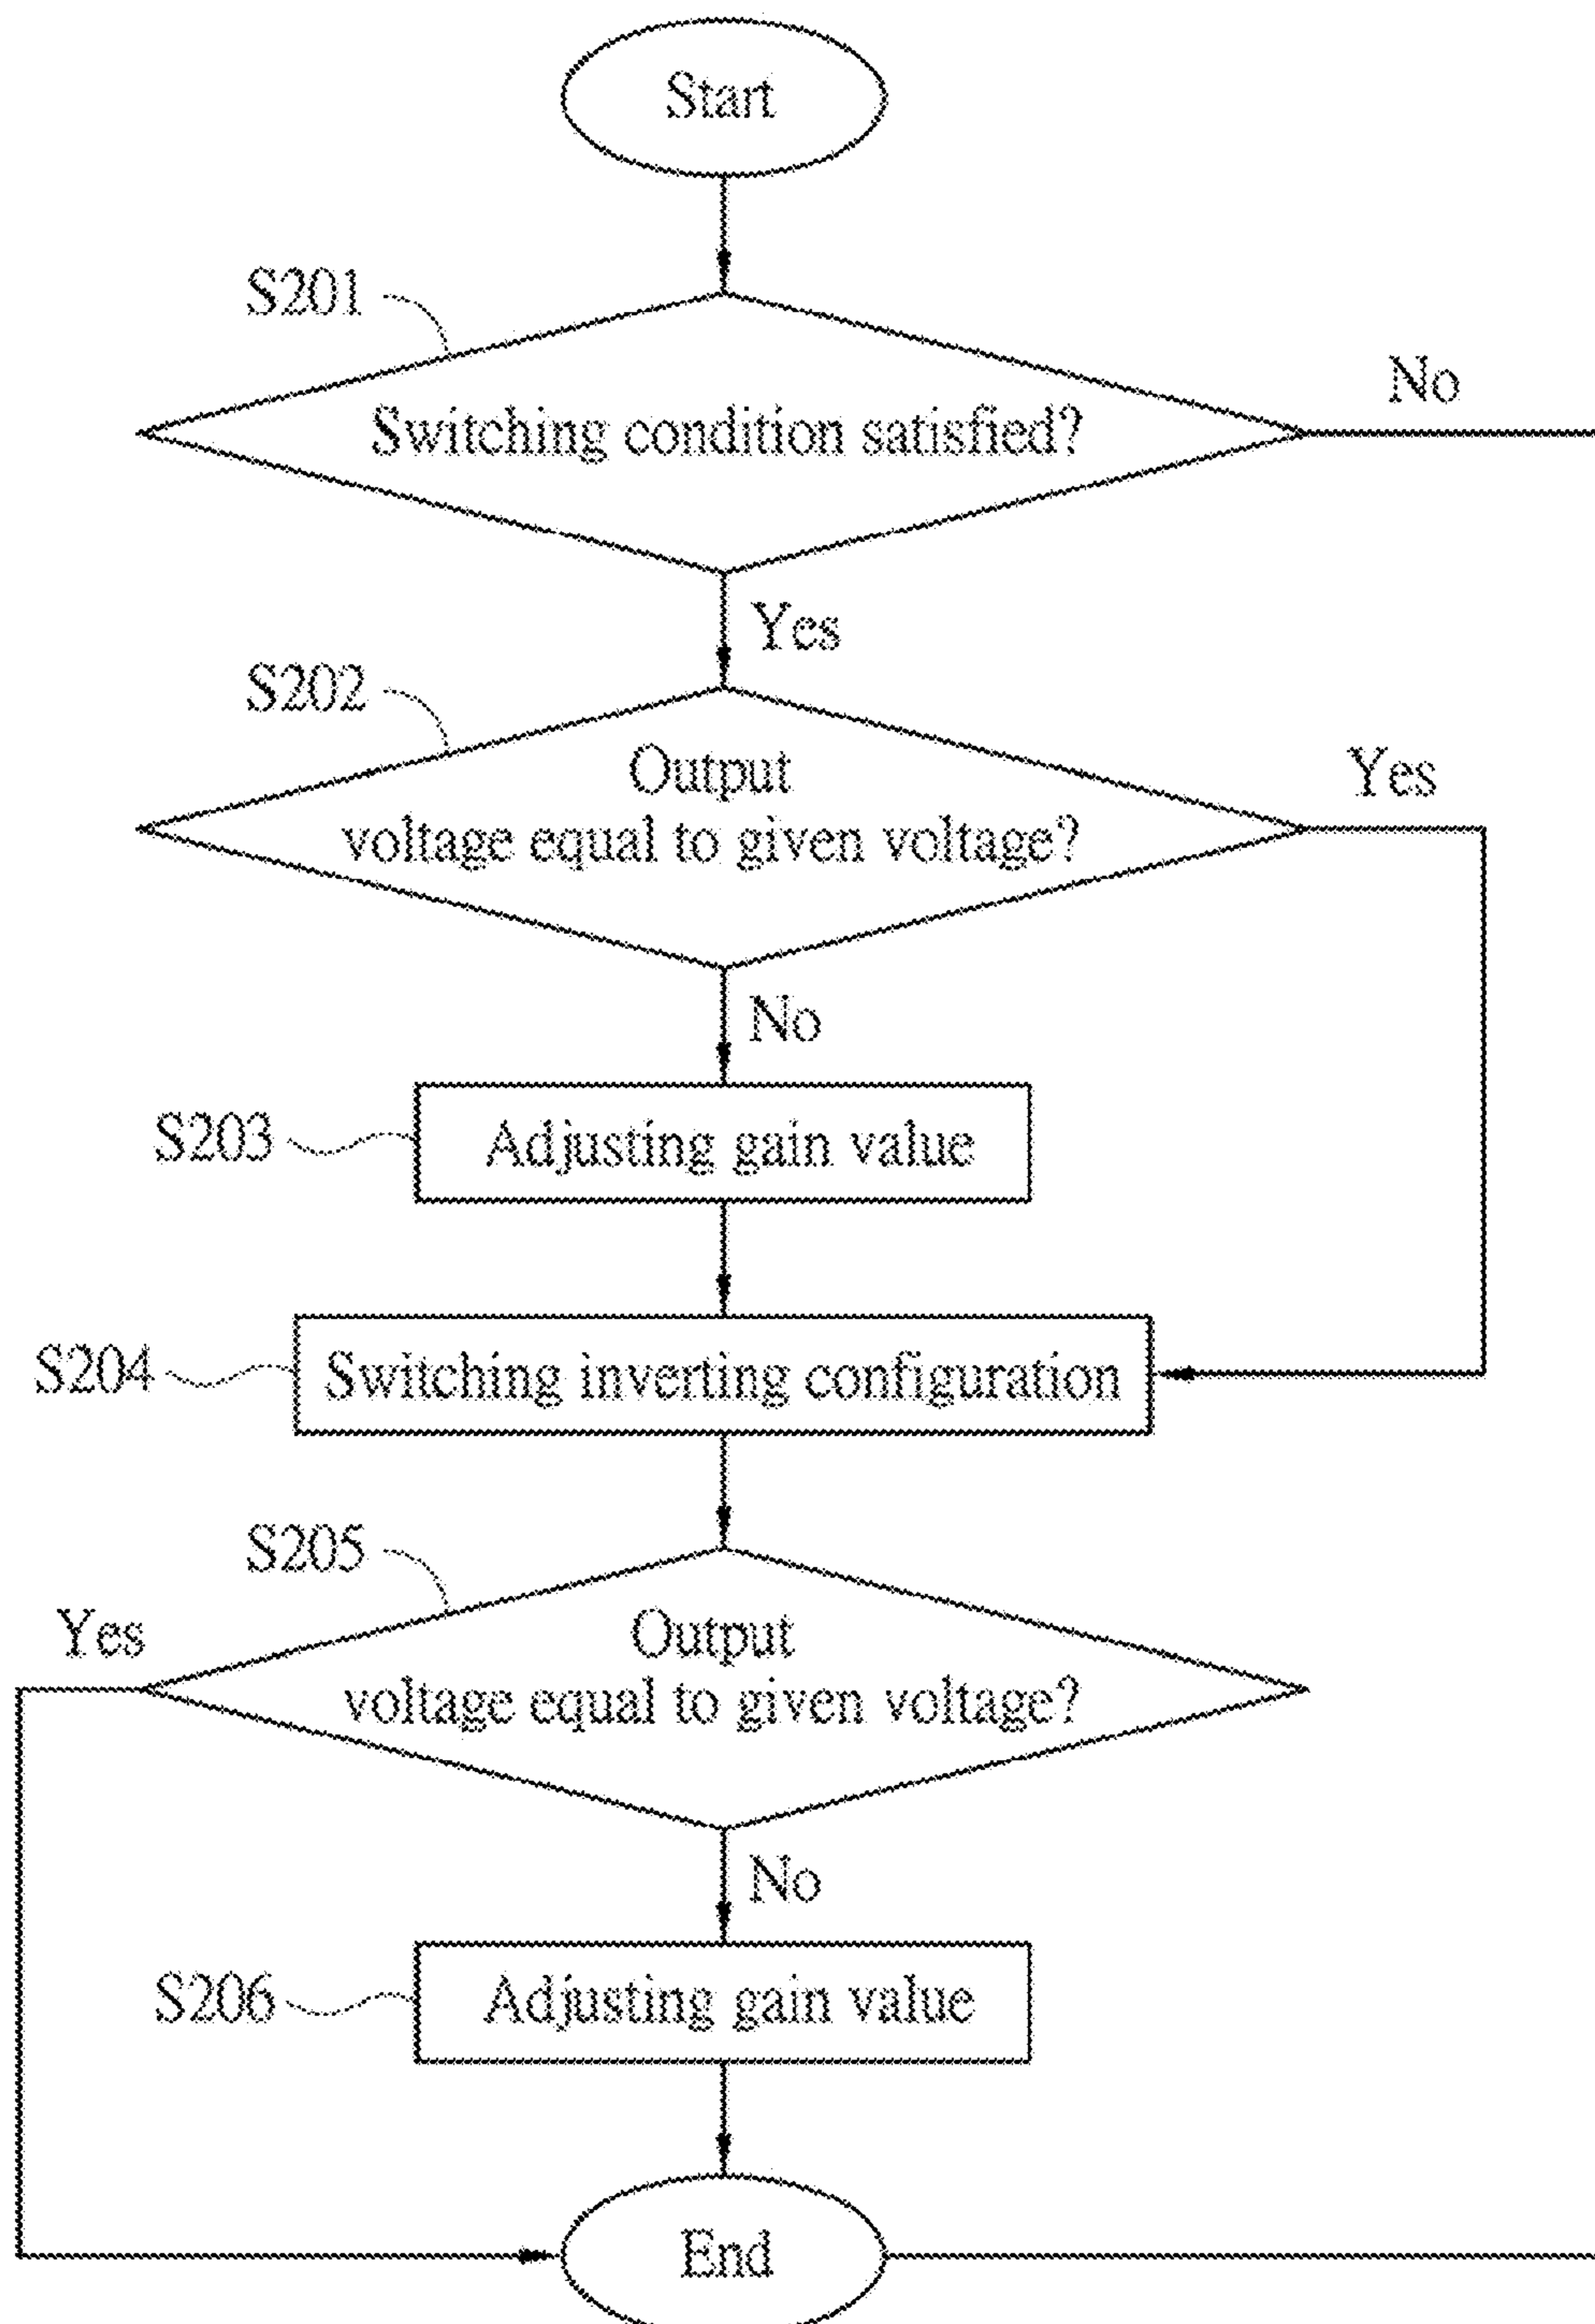 Start
S201
No
Switching condition satisfied?
Yes
S202
Output
Yes
voltage equal to given voltage?
No
S203
Adjusting gain value
S204
Switching inverting configuration
S205
Yes
Output
voltage equal to given voltage?
No
S206
Adjusting gain value
End